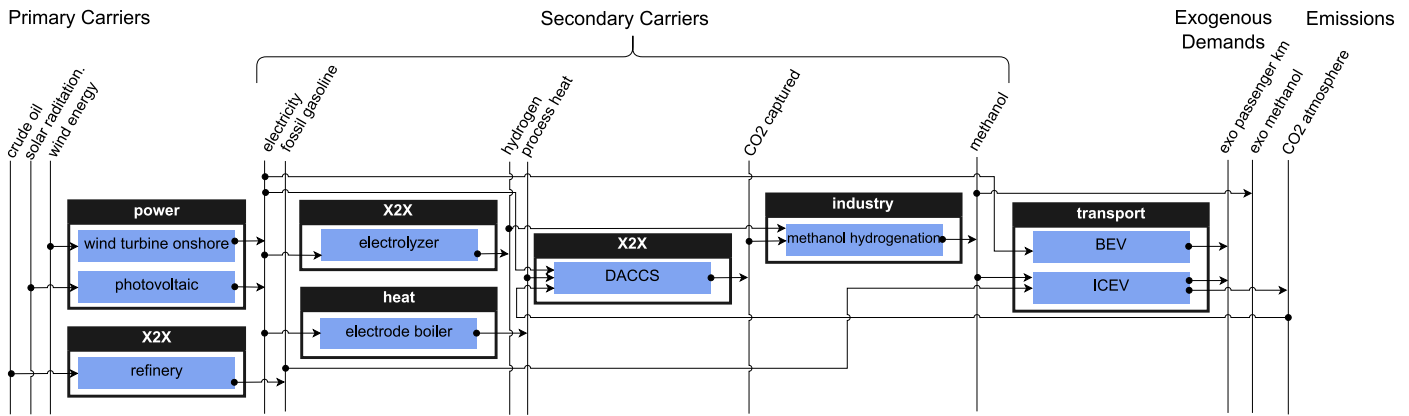 Primary Carriers
Secondary Carriers
Exogenous
Demands
Emissions
crude oil
solar raditation.
wind energy
electricity
fossil gasoline
hydrogen
process heat
CO2 captured
methanol
exo passenger km
exo methanol
CO2 atmosphere
power
wind turbine onshore
photovoltaic
X2X
refinery
X2X
electrolyzer
heat
electrode boiler
X2X
DACCS
industry
methanol hydrogenation
transport
BEV
ICEV